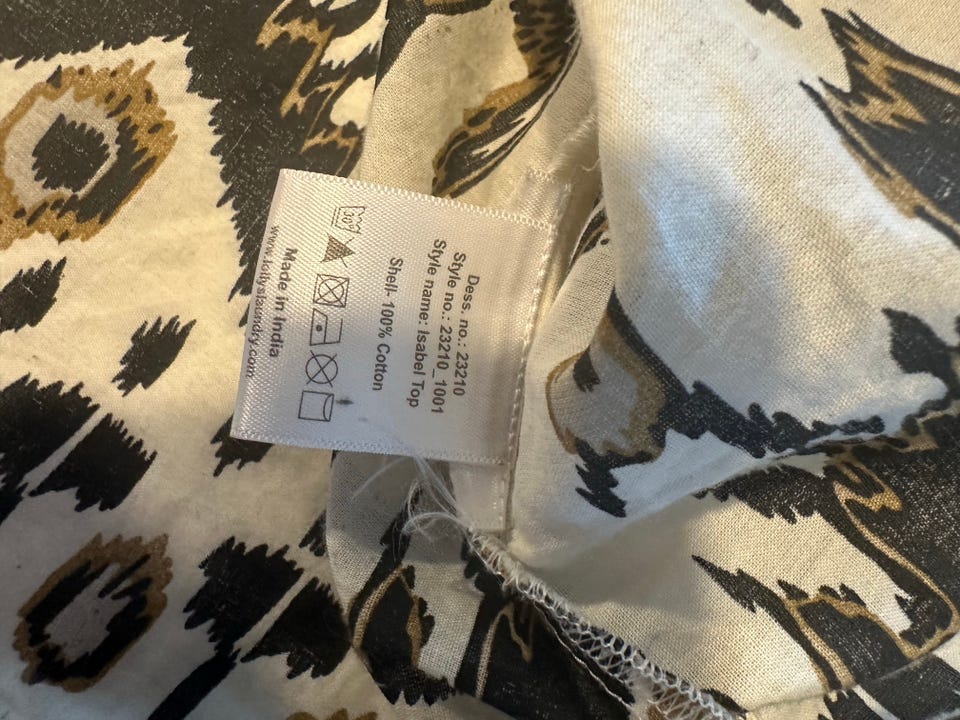 Dess. no.: 23210
Style no.: 23210_1001
Style name: Isabel Top
Shell- 100% Cotton
30°
Made in India
www.lollyslaundry.com